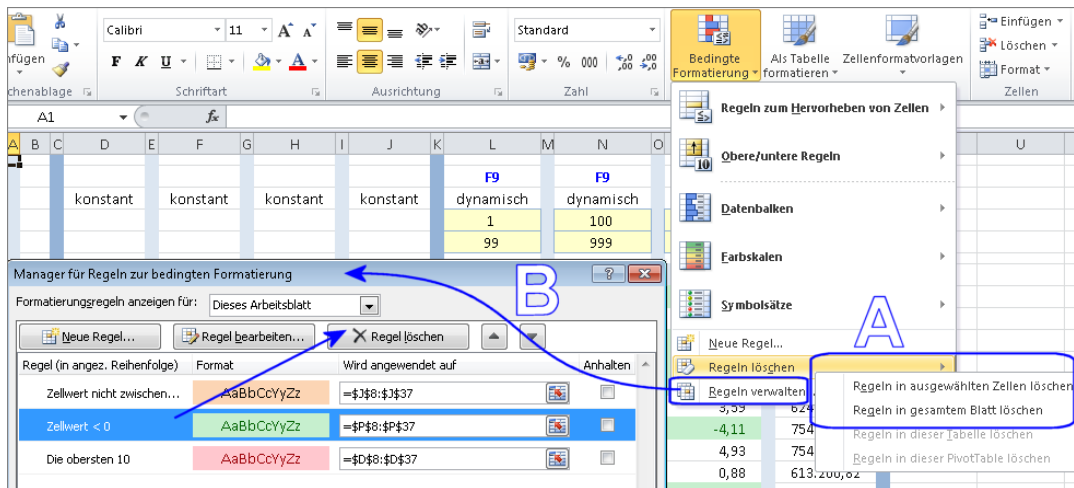 Calibri 11 Standard Einfügen
Löschen
F K U % 000 Bedingte Formatierung Als Tabelle formatieren Zellenformatvorlagen Format
Schriftart Ausrichtung Zahl Zellen
A1 fx
A B C D E F G H I J K L M N O U
F9 F9
konstant konstant konstant konstant dynamisch dynamisch
1 100
99 999
Regeln zum Hervorheben von Zellen
Obere/untere Regeln
Datenbalken
Farbskalen
Symbolsätze
Neue Regel...
Regeln löschen
Regeln verwalten
A
B
Regeln in ausgewählten Zellen löschen
Regeln in gesamtem Blatt löschen
Regeln in dieser Tabelle löschen
Regeln in dieser PivotTable löschen
Manager für Regeln zur bedingten Formatierung
Formatierungsregeln anzeigen für: Dieses Arbeitsblatt
Neue Regel... Regel bearbeiten... Regel löschen
Regel (in angez. Reihenfolge) Format Wird angewendet auf Anhalten
Zellwert nicht zwischen... AaBbCcYyZz =$J$8:$J$37
Zellwert < 0 AaBbCcYyZz =$P$8:$P$37
Die obersten 10 AaBbCcYyZz =$D$8:$D$37
3,59 624
-4,11 754
4,93 754
0,88 613.200,82